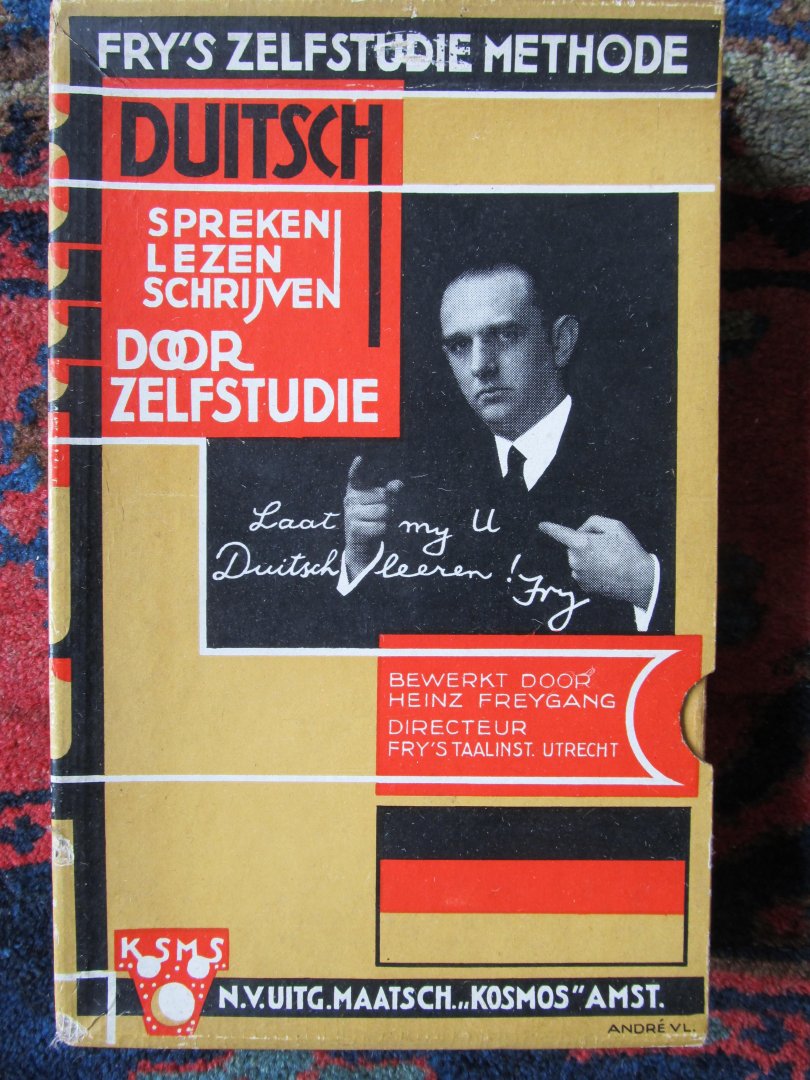 FRY'S ZELFSTUDIE METHODE
DUITSCH
SPREKEN
LEZEN
SCHRIJVEN
DOOR
ZELFSTUDIE
Laat my U
Duitsch leeren! Fry
BEWERKT DOOR
HEINZ FREYGANG
DIRECTEUR
FRY'S TAALINST. UTRECHT
KSMS
N.V. UITG. MAATSCH. „KOSMOS” AMST.
ANDRÉ VL.